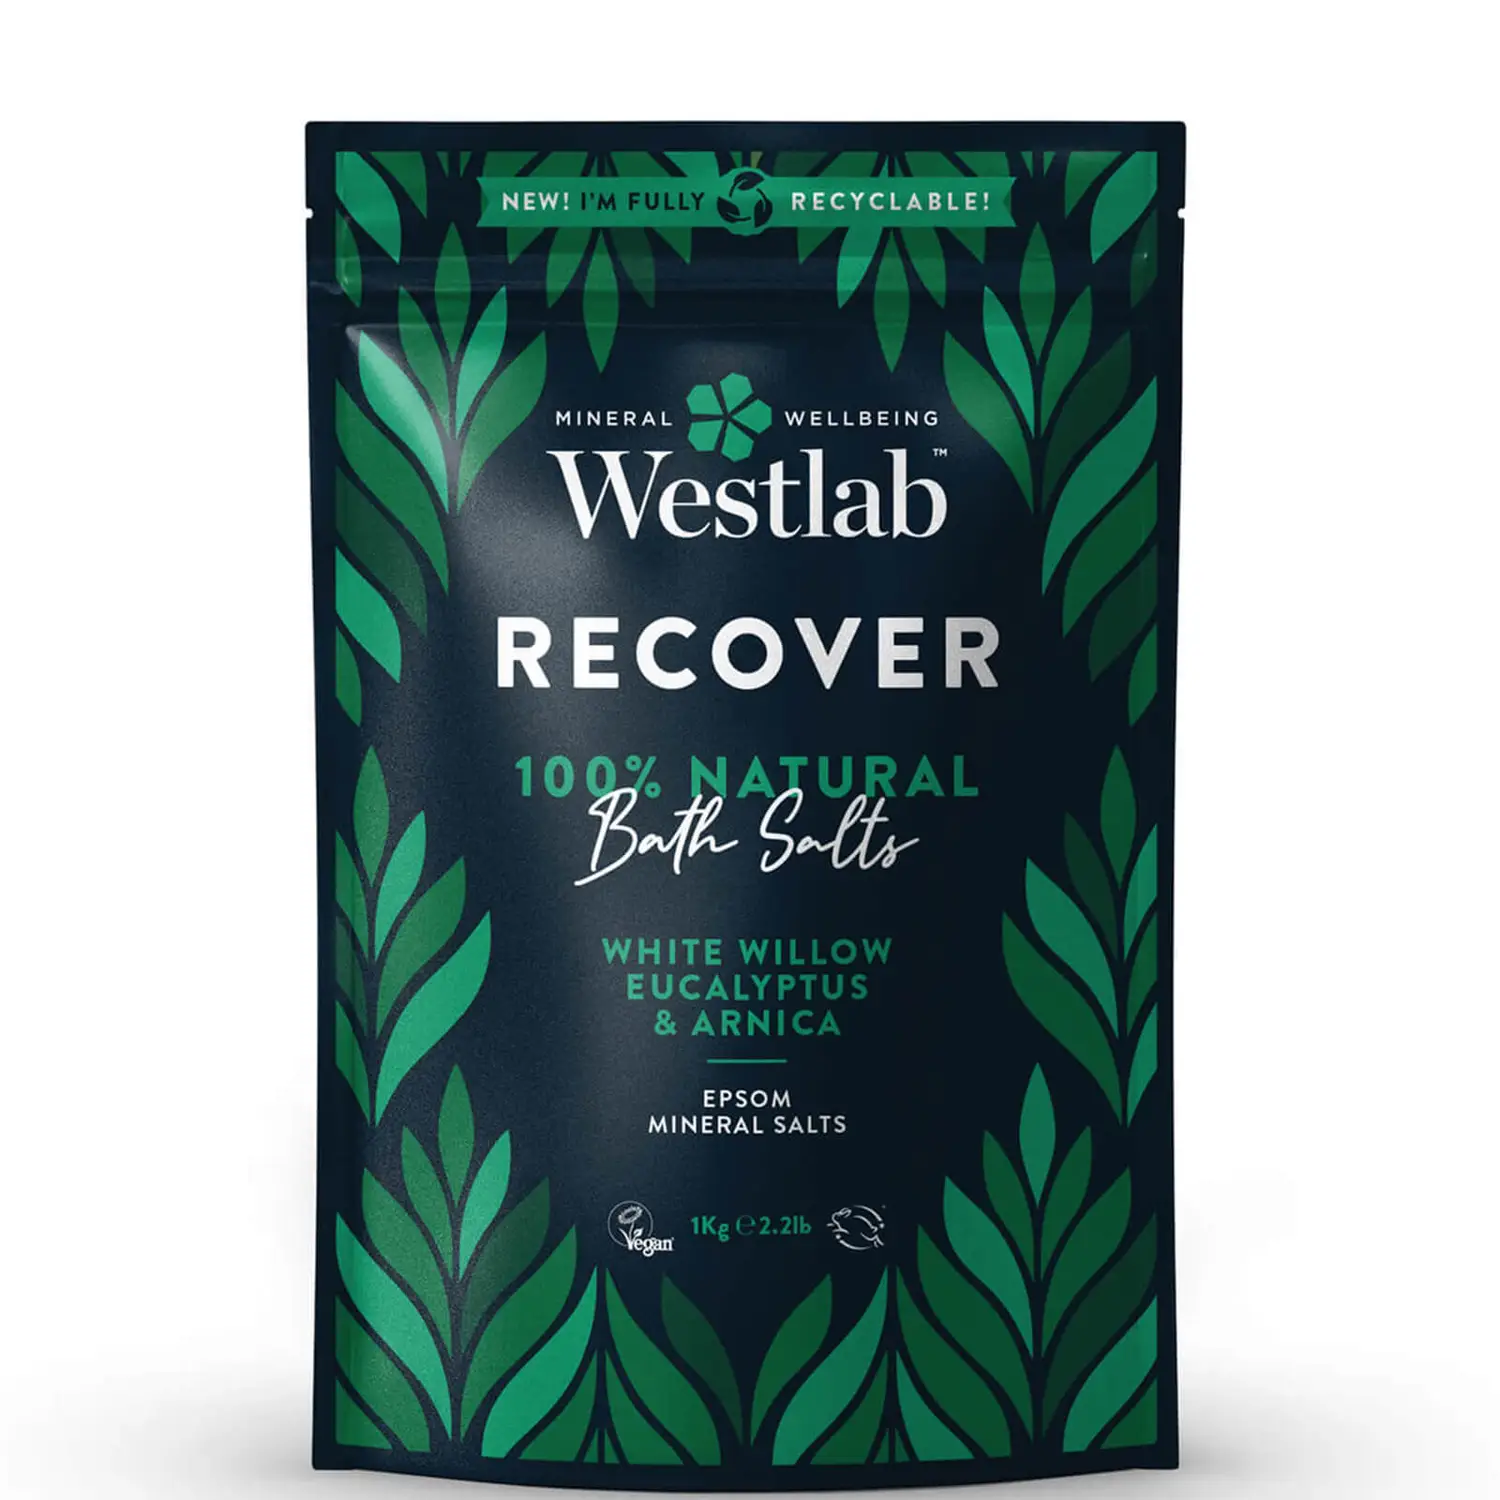 NEW! I'M FULLY RECYCLABLE!
MINERAL WELLBEING
Westlab™
RECOVER
100% NATURAL
Bath Salts
WHITE WILLOW
EUCALYPTUS
& ARNICA
EPSOM
MINERAL SALTS
Vegan
1Kg ℮ 2.2lb